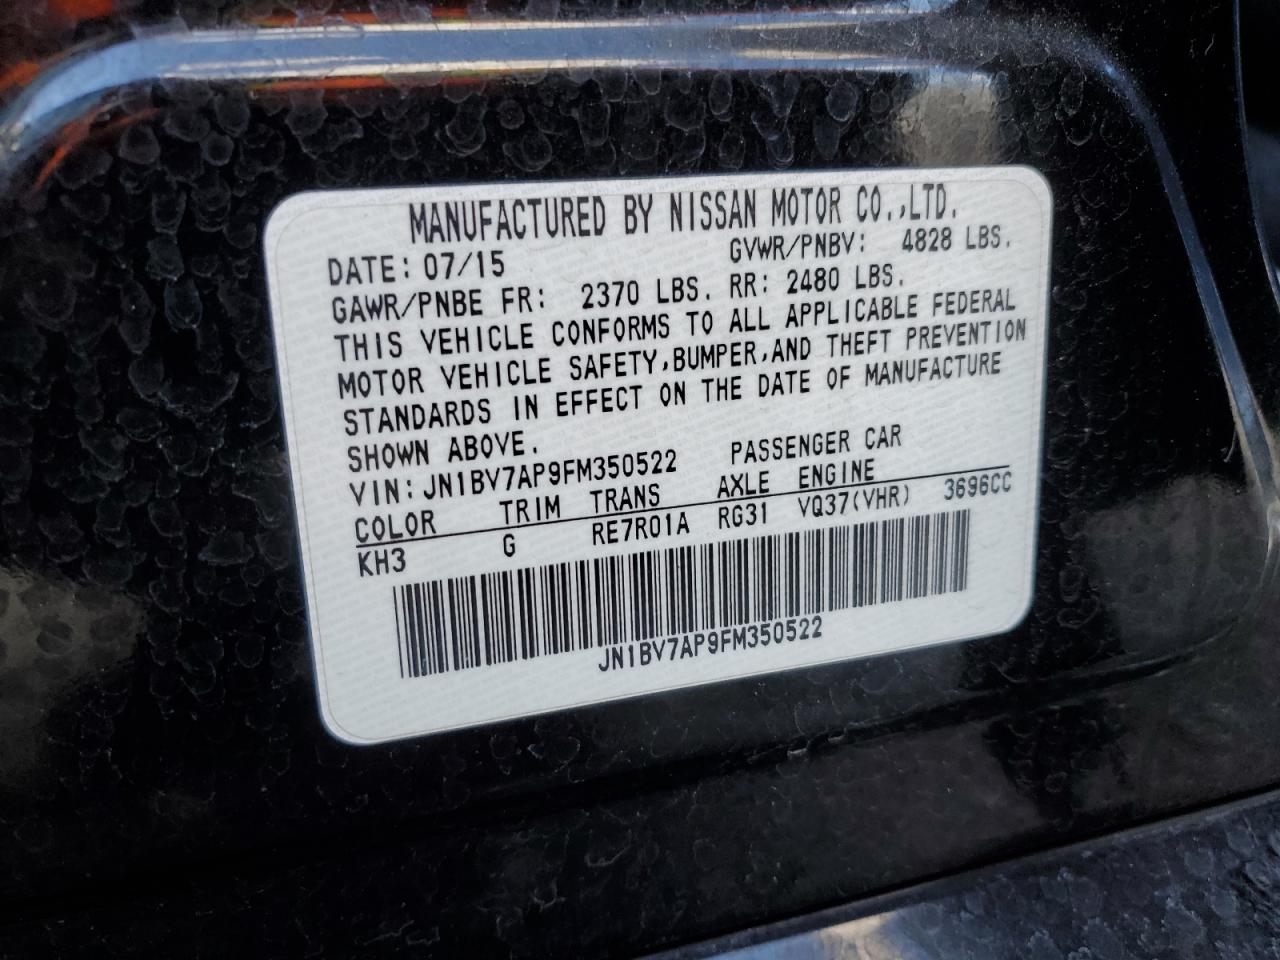 MANUFACTURED BY NISSAN MOTOR CO.,LTD.
DATE: 07/15 GVWR/PNBV: 4828 LBS.
GAWR/PNBE FR: 2370 LBS. RR: 2480 LBS.
THIS VEHICLE CONFORMS TO ALL APPLICABLE FEDERAL
MOTOR VEHICLE SAFETY,BUMPER,AND THEFT PREVENTION
STANDARDS IN EFFECT ON THE DATE OF MANUFACTURE
SHOWN ABOVE.
VIN: JN1BV7AP9FM350522 PASSENGER CAR
COLOR TRIM TRANS AXLE ENGINE
KH3 G RE7R01A RG31 VQ37(VHR) 3696CC
JN1BV7AP9FM350522